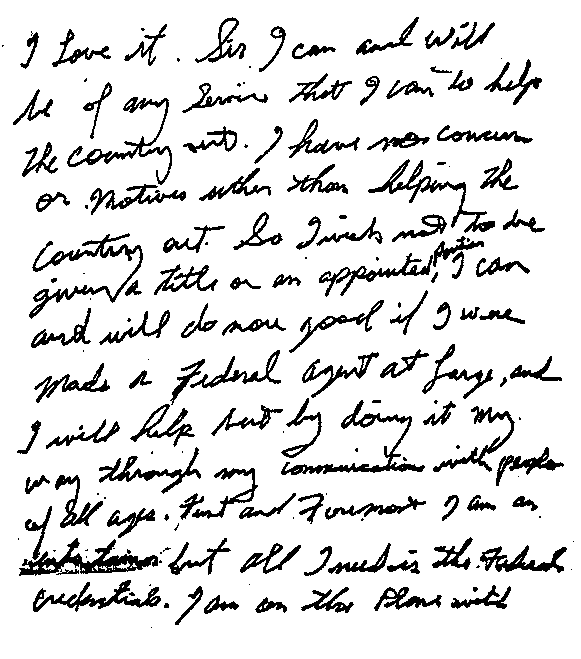 I Love it. Sir I can and will
be of any Service that I can to help
the country out. I have no concern
or Motives other than helping the
country out. So I wish not to be
given a title or an appointed, position I can
and will do more good if I were
made a Federal Agent at Large, and
I will help but by doing it my
way through my communications with people
of all ages. First and Foremost I am an
entertainer but all I need is the Federal
credentials. I am on the Plane with